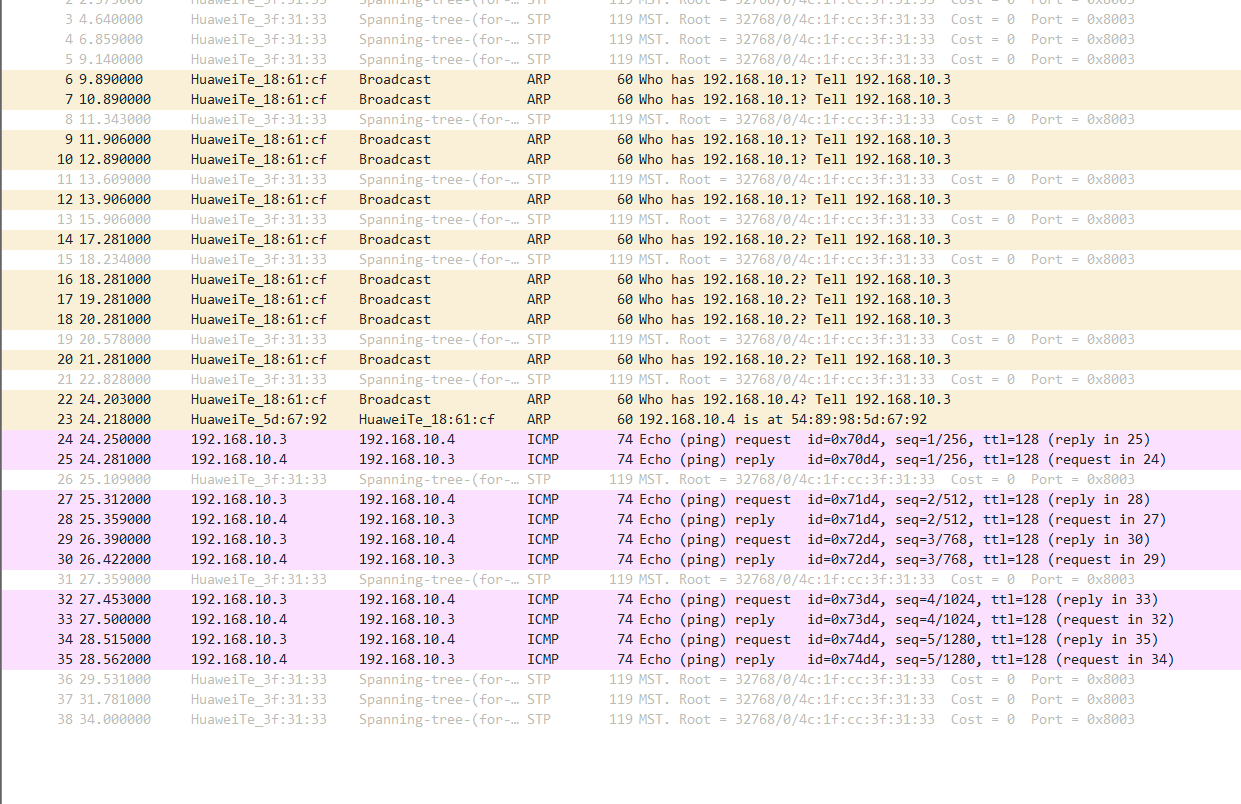 2 2.375000 HuaweiTe_3f:31:33 Spanning-tree-(for-… STP 119 MST. Root = 32768/0/4c:1f:cc:3f:31:33 Cost = 0 Port = 0x8003
3 4.640000 HuaweiTe_3f:31:33 Spanning-tree-(for-… STP 119 MST. Root = 32768/0/4c:1f:cc:3f:31:33 Cost = 0 Port = 0x8003
4 6.859000 HuaweiTe_3f:31:33 Spanning-tree-(for-… STP 119 MST. Root = 32768/0/4c:1f:cc:3f:31:33 Cost = 0 Port = 0x8003
5 9.140000 HuaweiTe_3f:31:33 Spanning-tree-(for-… STP 119 MST. Root = 32768/0/4c:1f:cc:3f:31:33 Cost = 0 Port = 0x8003
6 9.890000 HuaweiTe_18:61:cf Broadcast ARP 60 Who has 192.168.10.1? Tell 192.168.10.3
7 10.890000 HuaweiTe_18:61:cf Broadcast ARP 60 Who has 192.168.10.1? Tell 192.168.10.3
8 11.343000 HuaweiTe_3f:31:33 Spanning-tree-(for-… STP 119 MST. Root = 32768/0/4c:1f:cc:3f:31:33 Cost = 0 Port = 0x8003
9 11.906000 HuaweiTe_18:61:cf Broadcast ARP 60 Who has 192.168.10.1? Tell 192.168.10.3
10 12.890000 HuaweiTe_18:61:cf Broadcast ARP 60 Who has 192.168.10.1? Tell 192.168.10.3
11 13.609000 HuaweiTe_3f:31:33 Spanning-tree-(for-… STP 119 MST. Root = 32768/0/4c:1f:cc:3f:31:33 Cost = 0 Port = 0x8003
12 13.906000 HuaweiTe_18:61:cf Broadcast ARP 60 Who has 192.168.10.1? Tell 192.168.10.3
13 15.906000 HuaweiTe_3f:31:33 Spanning-tree-(for-… STP 119 MST. Root = 32768/0/4c:1f:cc:3f:31:33 Cost = 0 Port = 0x8003
14 17.281000 HuaweiTe_18:61:cf Broadcast ARP 60 Who has 192.168.10.2? Tell 192.168.10.3
15 18.234000 HuaweiTe_3f:31:33 Spanning-tree-(for-… STP 119 MST. Root = 32768/0/4c:1f:cc:3f:31:33 Cost = 0 Port = 0x8003
16 18.281000 HuaweiTe_18:61:cf Broadcast ARP 60 Who has 192.168.10.2? Tell 192.168.10.3
17 19.281000 HuaweiTe_18:61:cf Broadcast ARP 60 Who has 192.168.10.2? Tell 192.168.10.3
18 20.281000 HuaweiTe_18:61:cf Broadcast ARP 60 Who has 192.168.10.2? Tell 192.168.10.3
19 20.578000 HuaweiTe_3f:31:33 Spanning-tree-(for-… STP 119 MST. Root = 32768/0/4c:1f:cc:3f:31:33 Cost = 0 Port = 0x8003
20 21.281000 HuaweiTe_18:61:cf Broadcast ARP 60 Who has 192.168.10.2? Tell 192.168.10.3
21 22.828000 HuaweiTe_3f:31:33 Spanning-tree-(for-… STP 119 MST. Root = 32768/0/4c:1f:cc:3f:31:33 Cost = 0 Port = 0x8003
22 24.203000 HuaweiTe_18:61:cf Broadcast ARP 60 Who has 192.168.10.4? Tell 192.168.10.3
23 24.218000 HuaweiTe_5d:67:92 HuaweiTe_18:61:cf ARP 60 192.168.10.4 is at 54:89:98:5d:67:92
24 24.250000 192.168.10.3 192.168.10.4 ICMP 74 Echo (ping) request id=0x70d4, seq=1/256, ttl=128 (reply in 25)
25 24.281000 192.168.10.4 192.168.10.3 ICMP 74 Echo (ping) reply id=0x70d4, seq=1/256, ttl=128 (request in 24)
26 25.109000 HuaweiTe_3f:31:33 Spanning-tree-(for-… STP 119 MST. Root = 32768/0/4c:1f:cc:3f:31:33 Cost = 0 Port = 0x8003
27 25.312000 192.168.10.3 192.168.10.4 ICMP 74 Echo (ping) request id=0x71d4, seq=2/512, ttl=128 (reply in 28)
28 25.359000 192.168.10.4 192.168.10.3 ICMP 74 Echo (ping) reply id=0x71d4, seq=2/512, ttl=128 (request in 27)
29 26.390000 192.168.10.3 192.168.10.4 ICMP 74 Echo (ping) request id=0x72d4, seq=3/768, ttl=128 (reply in 30)
30 26.422000 192.168.10.4 192.168.10.3 ICMP 74 Echo (ping) reply id=0x72d4, seq=3/768, ttl=128 (request in 29)
31 27.359000 HuaweiTe_3f:31:33 Spanning-tree-(for-… STP 119 MST. Root = 32768/0/4c:1f:cc:3f:31:33 Cost = 0 Port = 0x8003
32 27.453000 192.168.10.3 192.168.10.4 ICMP 74 Echo (ping) request id=0x73d4, seq=4/1024, ttl=128 (reply in 33)
33 27.500000 192.168.10.4 192.168.10.3 ICMP 74 Echo (ping) reply id=0x73d4, seq=4/1024, ttl=128 (request in 32)
34 28.515000 192.168.10.3 192.168.10.4 ICMP 74 Echo (ping) request id=0x74d4, seq=5/1280, ttl=128 (reply in 35)
35 28.562000 192.168.10.4 192.168.10.3 ICMP 74 Echo (ping) reply id=0x74d4, seq=5/1280, ttl=128 (request in 34)
36 29.531000 HuaweiTe_3f:31:33 Spanning-tree-(for-… STP 119 MST. Root = 32768/0/4c:1f:cc:3f:31:33 Cost = 0 Port = 0x8003
37 31.781000 HuaweiTe_3f:31:33 Spanning-tree-(for-… STP 119 MST. Root = 32768/0/4c:1f:cc:3f:31:33 Cost = 0 Port = 0x8003
38 34.000000 HuaweiTe_3f:31:33 Spanning-tree-(for-… STP 119 MST. Root = 32768/0/4c:1f:cc:3f:31:33 Cost = 0 Port = 0x8003